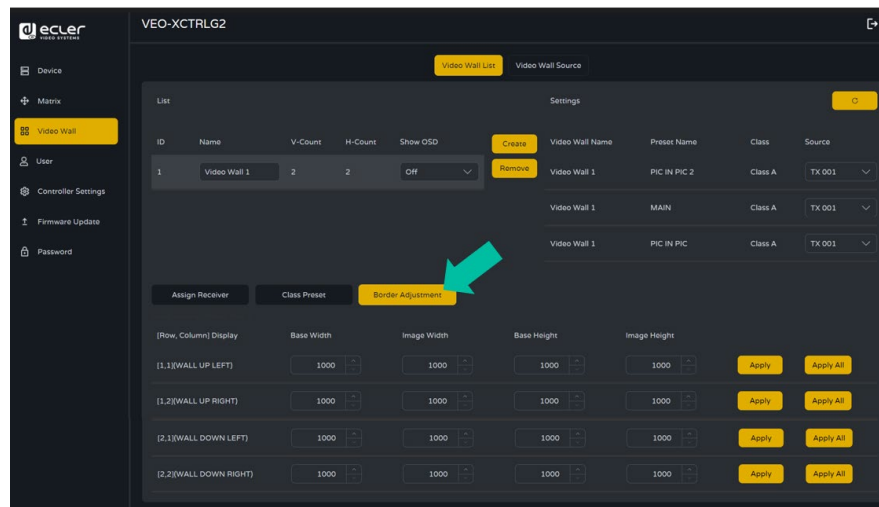 ecler
VIDEO SYSTEMS
VEO-XCTRLG2
Device
Matrix
Video Wall
User
Controller Settings
Firmware Update
Password
Video Wall List
Video Wall Source
List
ID Name V-Count H-Count Show OSD
1 Video Wall 1 2 2 Off
Create
Remove
Settings
Video Wall Name Preset Name Class Source
Video Wall 1 PIC IN PIC 2 Class A TX 001
Video Wall 1 MAIN Class A TX 001
Video Wall 1 PIC IN PIC Class A TX 001
Assign Receiver Class Preset Border Adjustment
[Row, Column] Display Base Width Image Width Base Height Image Height
[1,1](WALL UP LEFT) 1000 1000 1000 1000 Apply Apply All
[1,2](WALL UP RIGHT) 1000 1000 1000 1000 Apply Apply All
[2,1](WALL DOWN LEFT) 1000 1000 1000 1000 Apply Apply All
[2,2](WALL DOWN RIGHT) 1000 1000 1000 1000 Apply Apply All